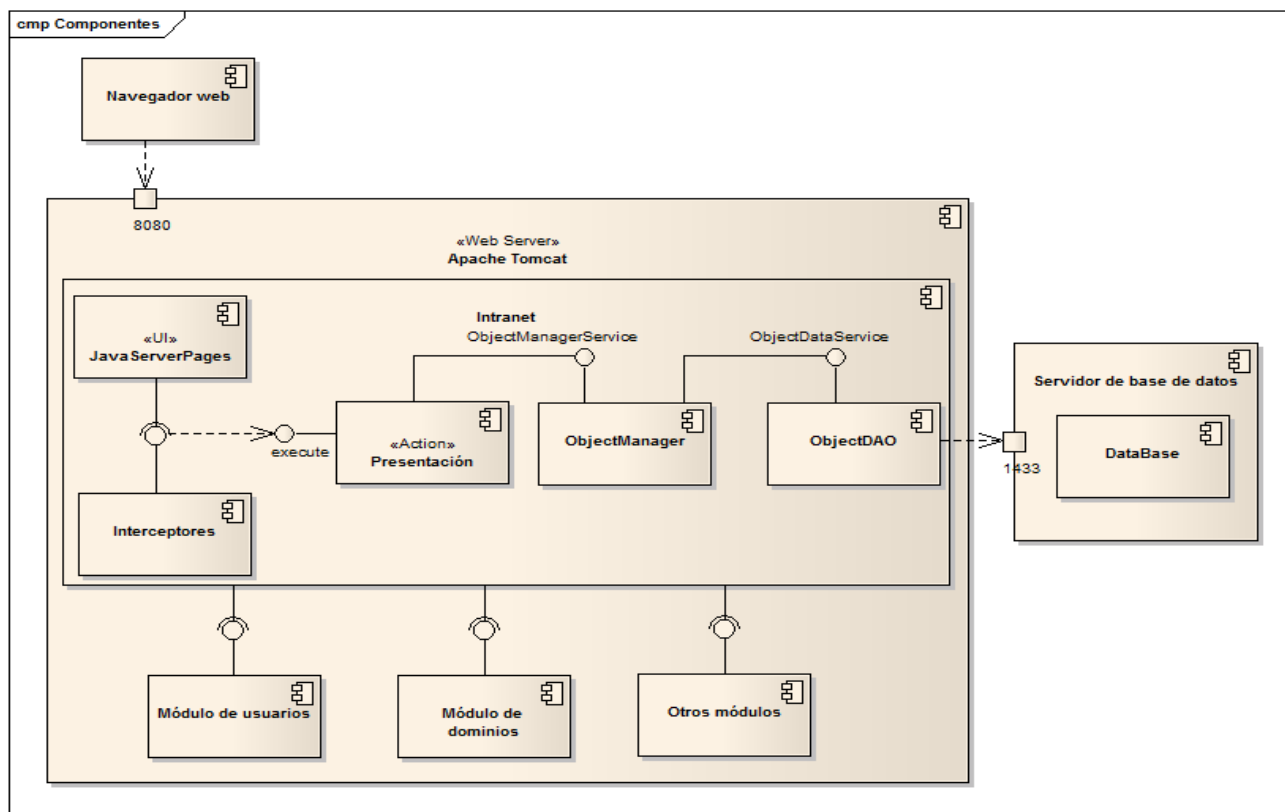 cmp Componentes
Navegador web
8080
«Web Server»
Apache Tomcat
Intranet
«UI»
JavaServerPages
ObjectManagerService
ObjectDataService
execute
«Action»
Presentación
ObjectManager
ObjectDAO
Interceptores
Servidor de base de datos
1433
DataBase
Módulo de usuarios
Módulo de
dominios
Otros módulos